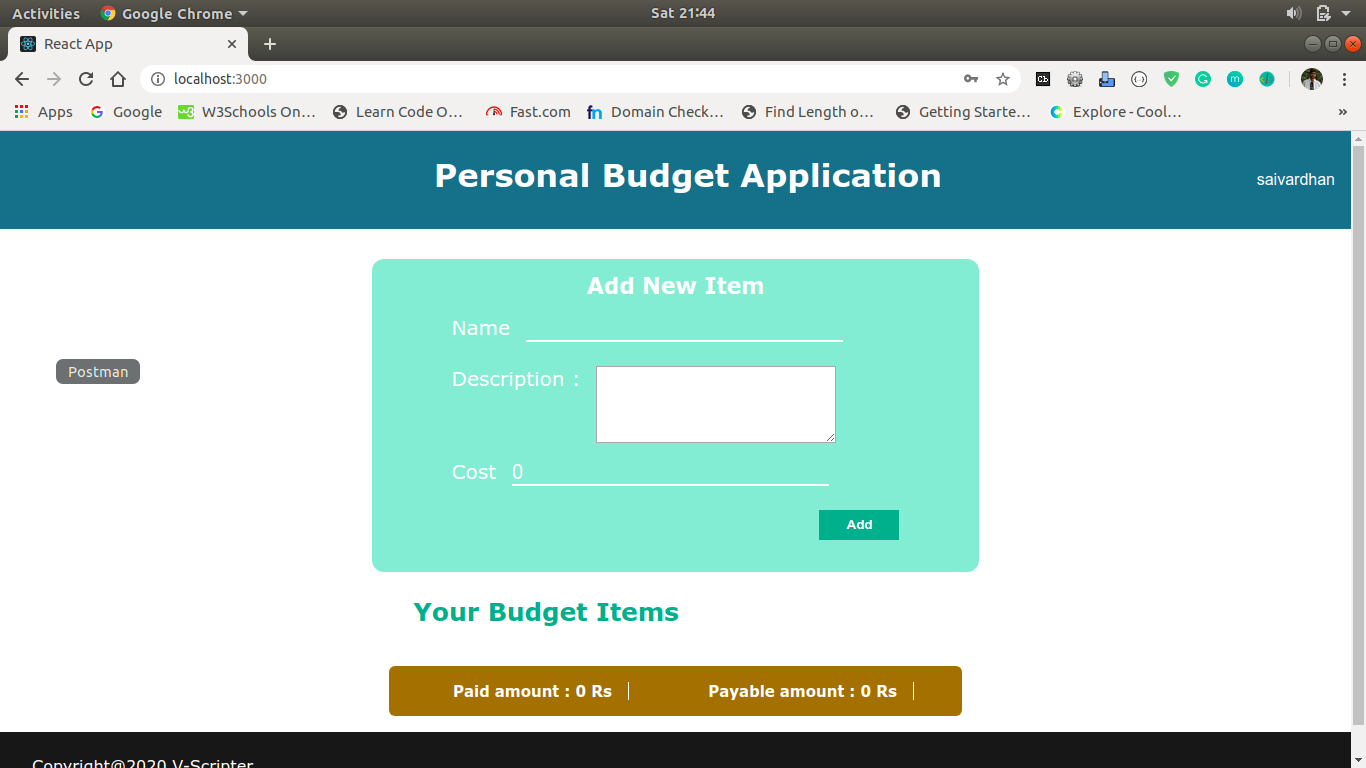 Activities Google Chrome Sat 21:44
React App
localhost:3000
Apps Google W3Schools On… Learn Code O… Fast.com Domain Check… Find Length o… Getting Starte… Explore - Cool… »
Personal Budget Application
saivardhan
Add New Item
Name
Postman
Description :
Cost 0
Add
Your Budget Items
Paid amount : 0 Rs Payable amount : 0 Rs
Copyright@2020 V-Scripter